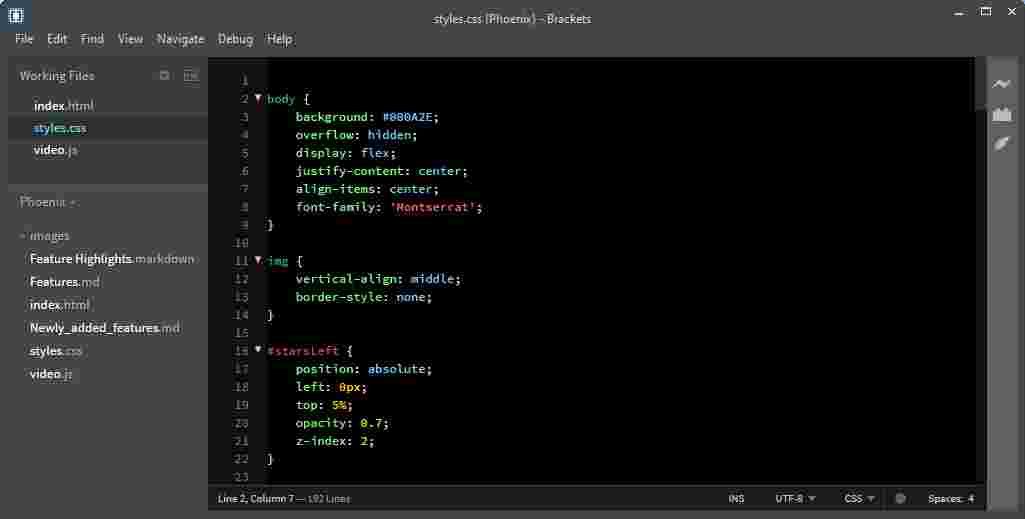 styles.css (Phoenix) - Brackets
File Edit Find View Navigate Debug Help
Working Files
index.html
styles.css
video.js
Phoenix
images
Feature Highlights.markdown
Features.md
index.html
Newly_added_features.md
styles.css
video.js
1
2 body {
3 background: #000A2E;
4 overflow: hidden;
5 display: flex;
6 justify-content: center;
7 align-items: center;
8 font-family: 'Montserrat';
9 }
10
11 img {
12 vertical-align: middle;
13 border-style: none;
14 }
15
16 #starsLeft {
17 position: absolute;
18 left: 0px;
19 top: 5%;
20 opacity: 0.7;
21 z-index: 2;
22 }
23
Line 2, Column 7 — 192 Lines INS UTF-8 CSS Spaces: 4